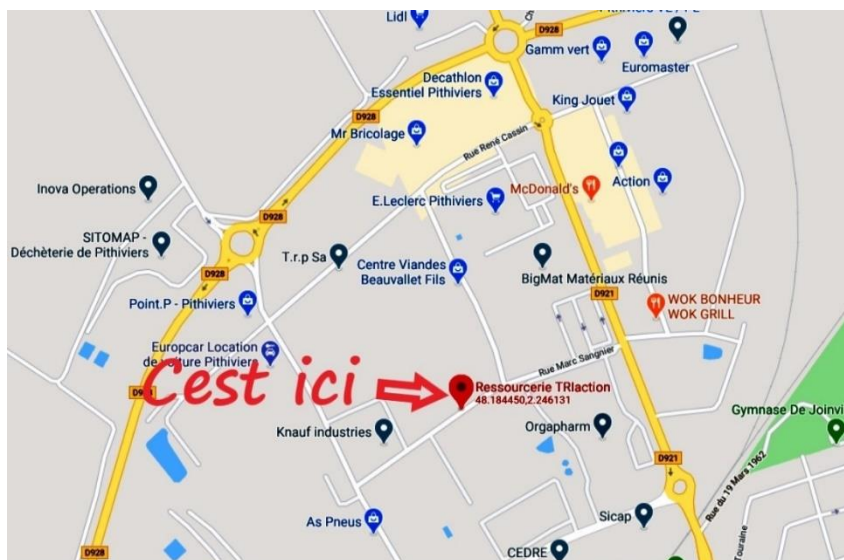 Lidl
D928
Gamm vert
Euromaster
Decathlon
Essentiel Pithiviers
King Jouet
D928
Mr Bricolage
Rue René Cassin
Inova Operations
McDonald's
Action
E.Leclerc Pithiviers
D928
SITOMAP -
Déchèterie de Pithiviers
T.r.p Sa
Centre Viandes
Beauvallet Fils
BigMat Matériaux Réunis
D928
D921
Point.P - Pithiviers
WOK BONHEUR
WOK GRILL
Europcar Location
de voiture Pithiviers
Rue Marc Sangnier
Cest ici
Ressourcerie TRIaction
48.184450,2.246131
Gymnase De Joinvi
Knauf industries
Orgapharm
D921
Rue du 19 Mars 1962
As Pneus
Sicap
Touraine
CEDRE
D928